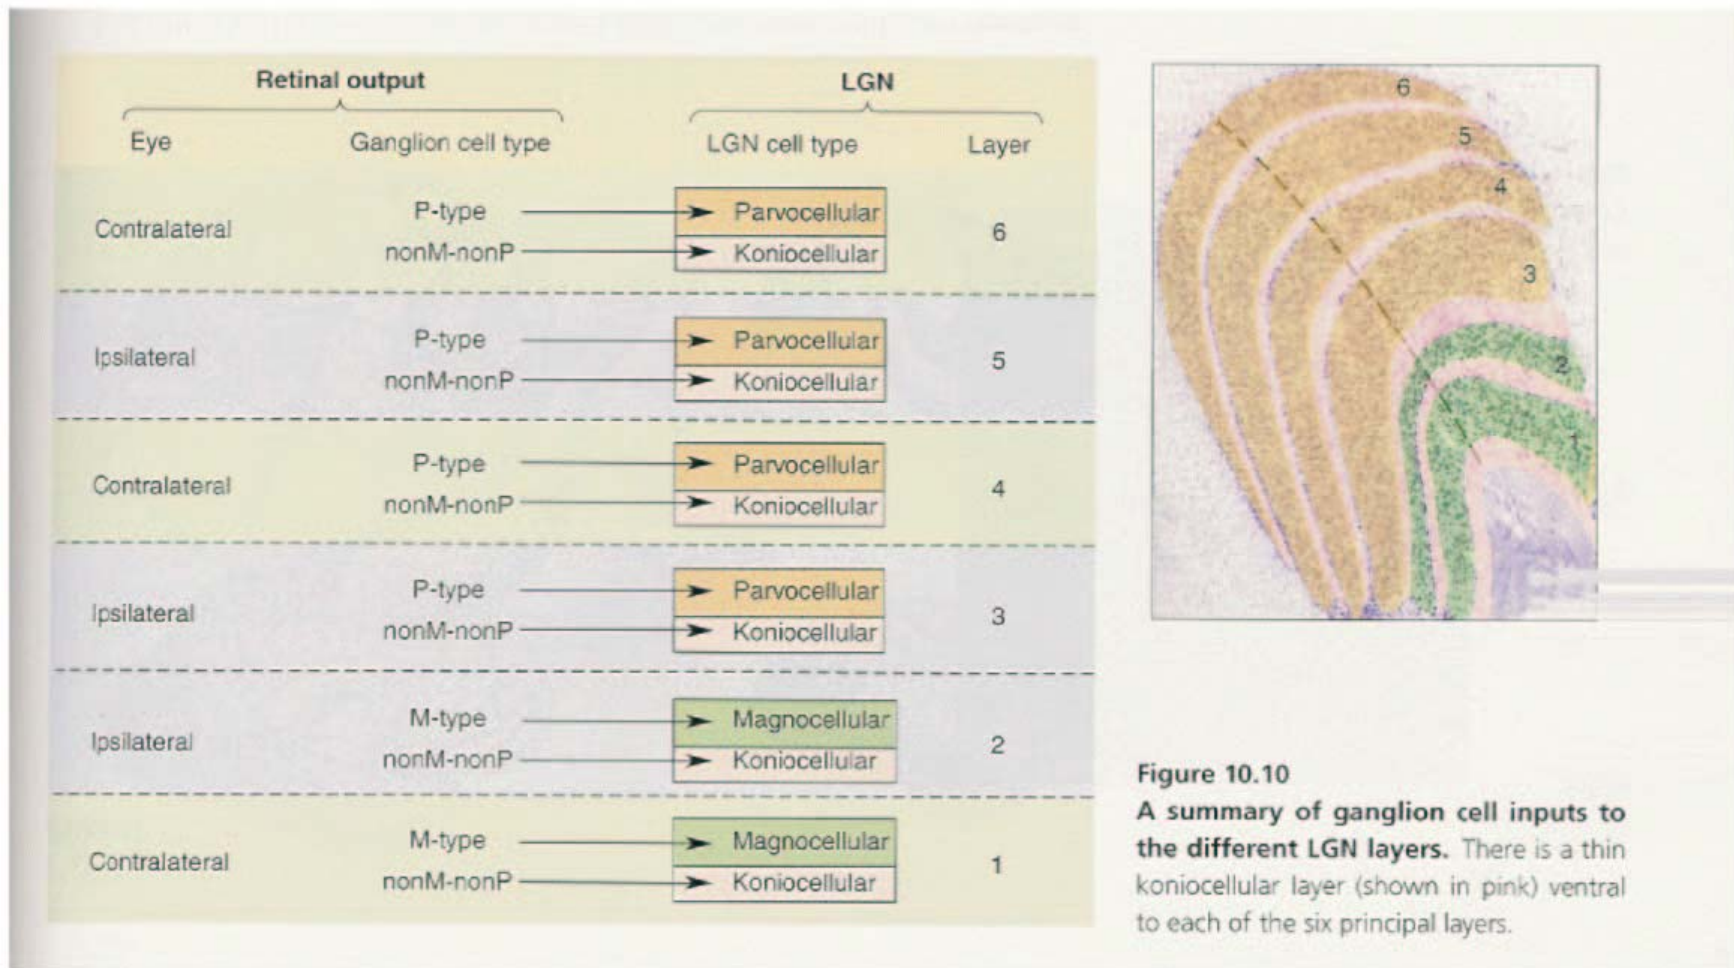 Retinal output LGN
Eye Ganglion cell type LGN cell type Layer
Contralateral P-type Parvocellular 6
nonM-nonP Koniocellular
Ipsilateral P-type Parvocellular 5
nonM-nonP Koniocellular
Contralateral P-type Parvocellular 4
nonM-nonP Koniocellular
Ipsilateral P-type Parvocellular 3
nonM-nonP Koniocellular
Ipsilateral M-type Magnocellular 2
nonM-nonP Koniocellular
Contralateral M-type Magnocellular 1
nonM-nonP Koniocellular
6
5
4
3
2
1
Figure 10.10
A summary of ganglion cell inputs to
the different LGN layers. There is a thin
koniocellular layer (shown in pink) ventral
to each of the six principal layers.